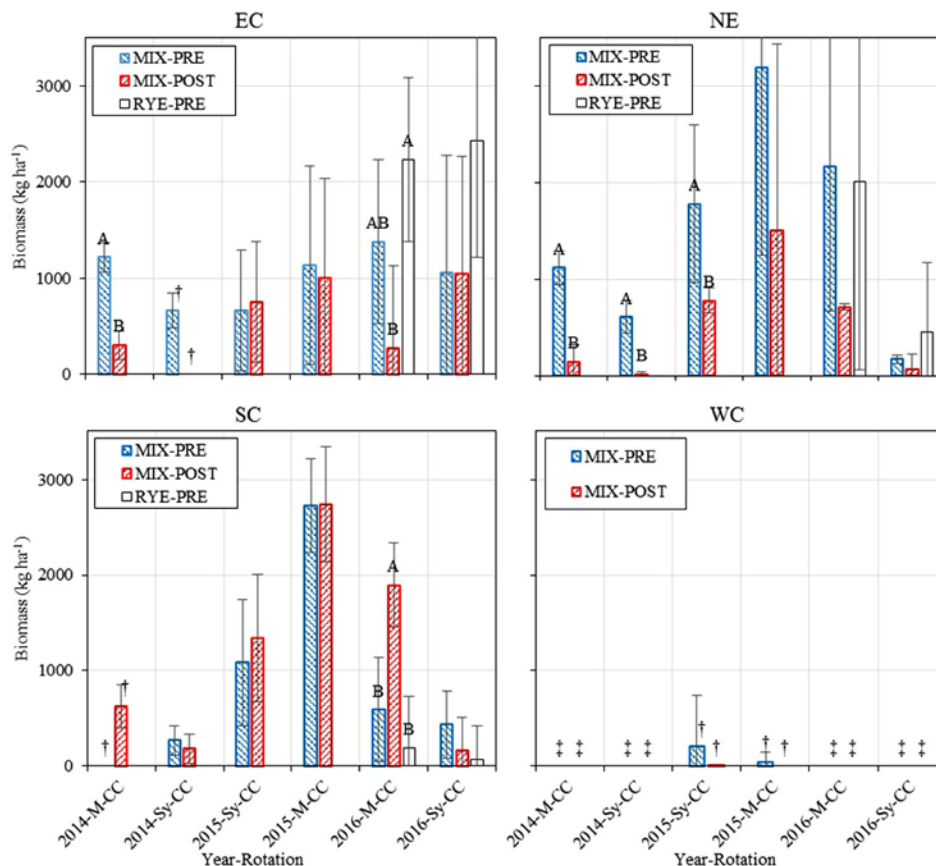 EC
MIX-PRE
MIX-POST
RYE-PRE
3000
2000
1000
0
Biomass (kg ha-1)
A
B
†
†
AB
B
A
NE
MIX-PRE
MIX-POST
RYE-PRE
A
B
A
B
A
B
SC
MIX-PRE
MIX-POST
RYE-PRE
3000
2000
1000
0
Biomass (kg ha-1)
†
†
B
A
B
2014-M-CC
2014-Sy-CC
2015-Sy-CC
2015-M-CC
2016-M-CC
2016-Sy-CC
Year-Rotation
WC
MIX-PRE
MIX-POST
‡ ‡
‡ ‡
†
†
†
†
‡ ‡
‡ ‡
2014-M-CC
2014-Sy-CC
2015-Sy-CC
2015-M-CC
2016-M-CC
2016-Sy-CC
Year-Rotation